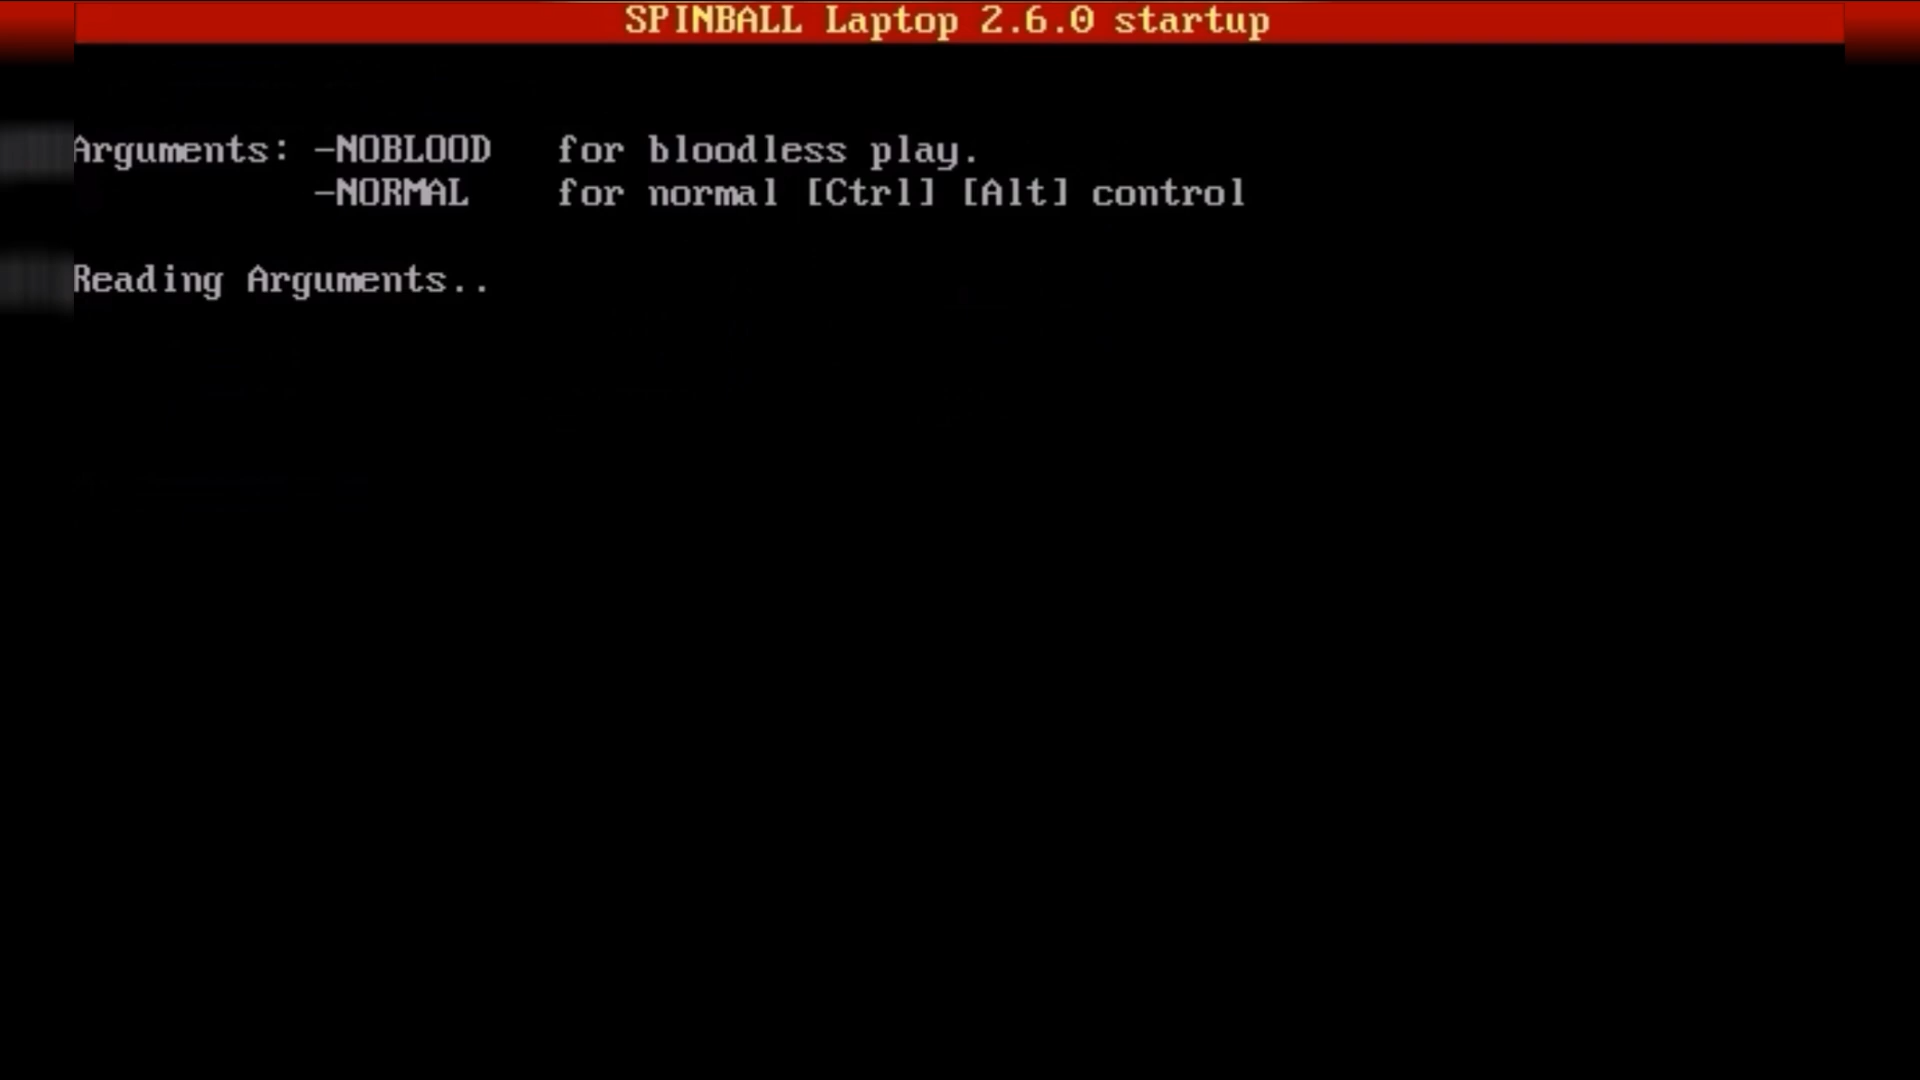 SPINBALL Laptop 2.6.0 startup
Arguments: -NOBLOOD for bloodless play.
-NORMAL for normal [Ctrl] [Alt] control
Reading Arguments..